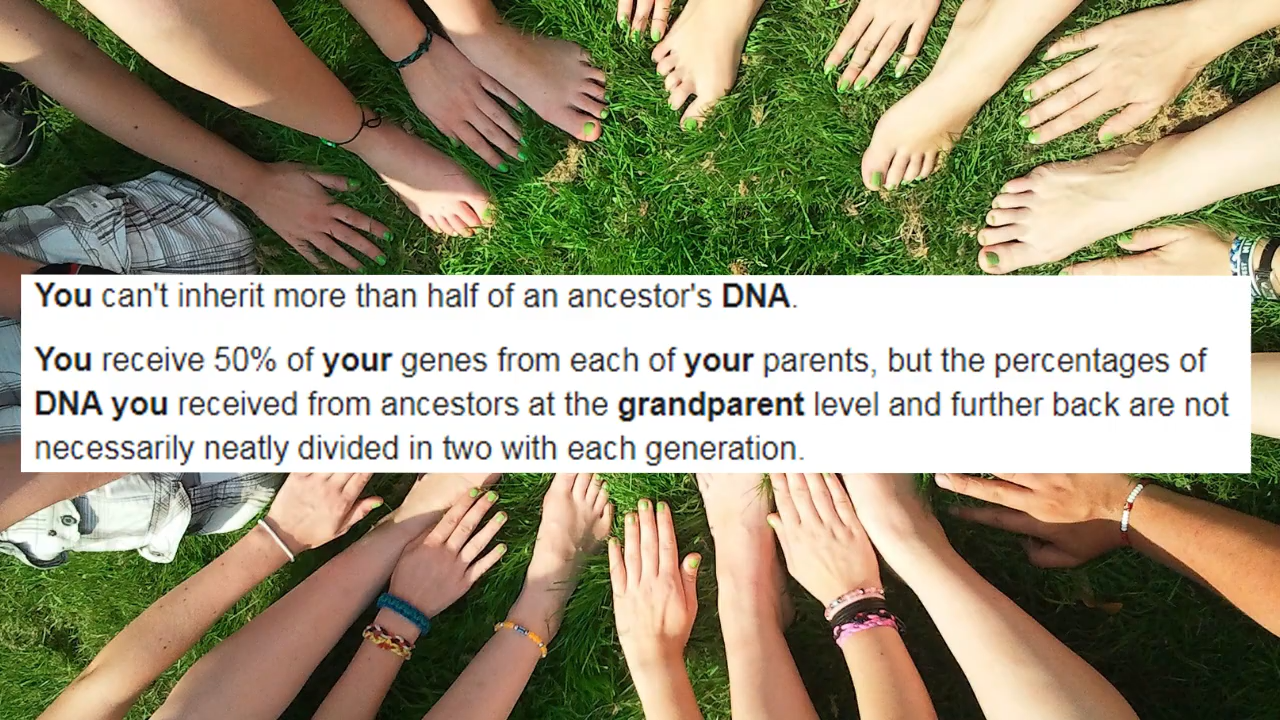 You can't inherit more than half of an ancestor's DNA.
You receive 50% of your genes from each of your parents, but the percentages of
DNA you received from ancestors at the grandparent level and further back are not
necessarily neatly divided in two with each generation.